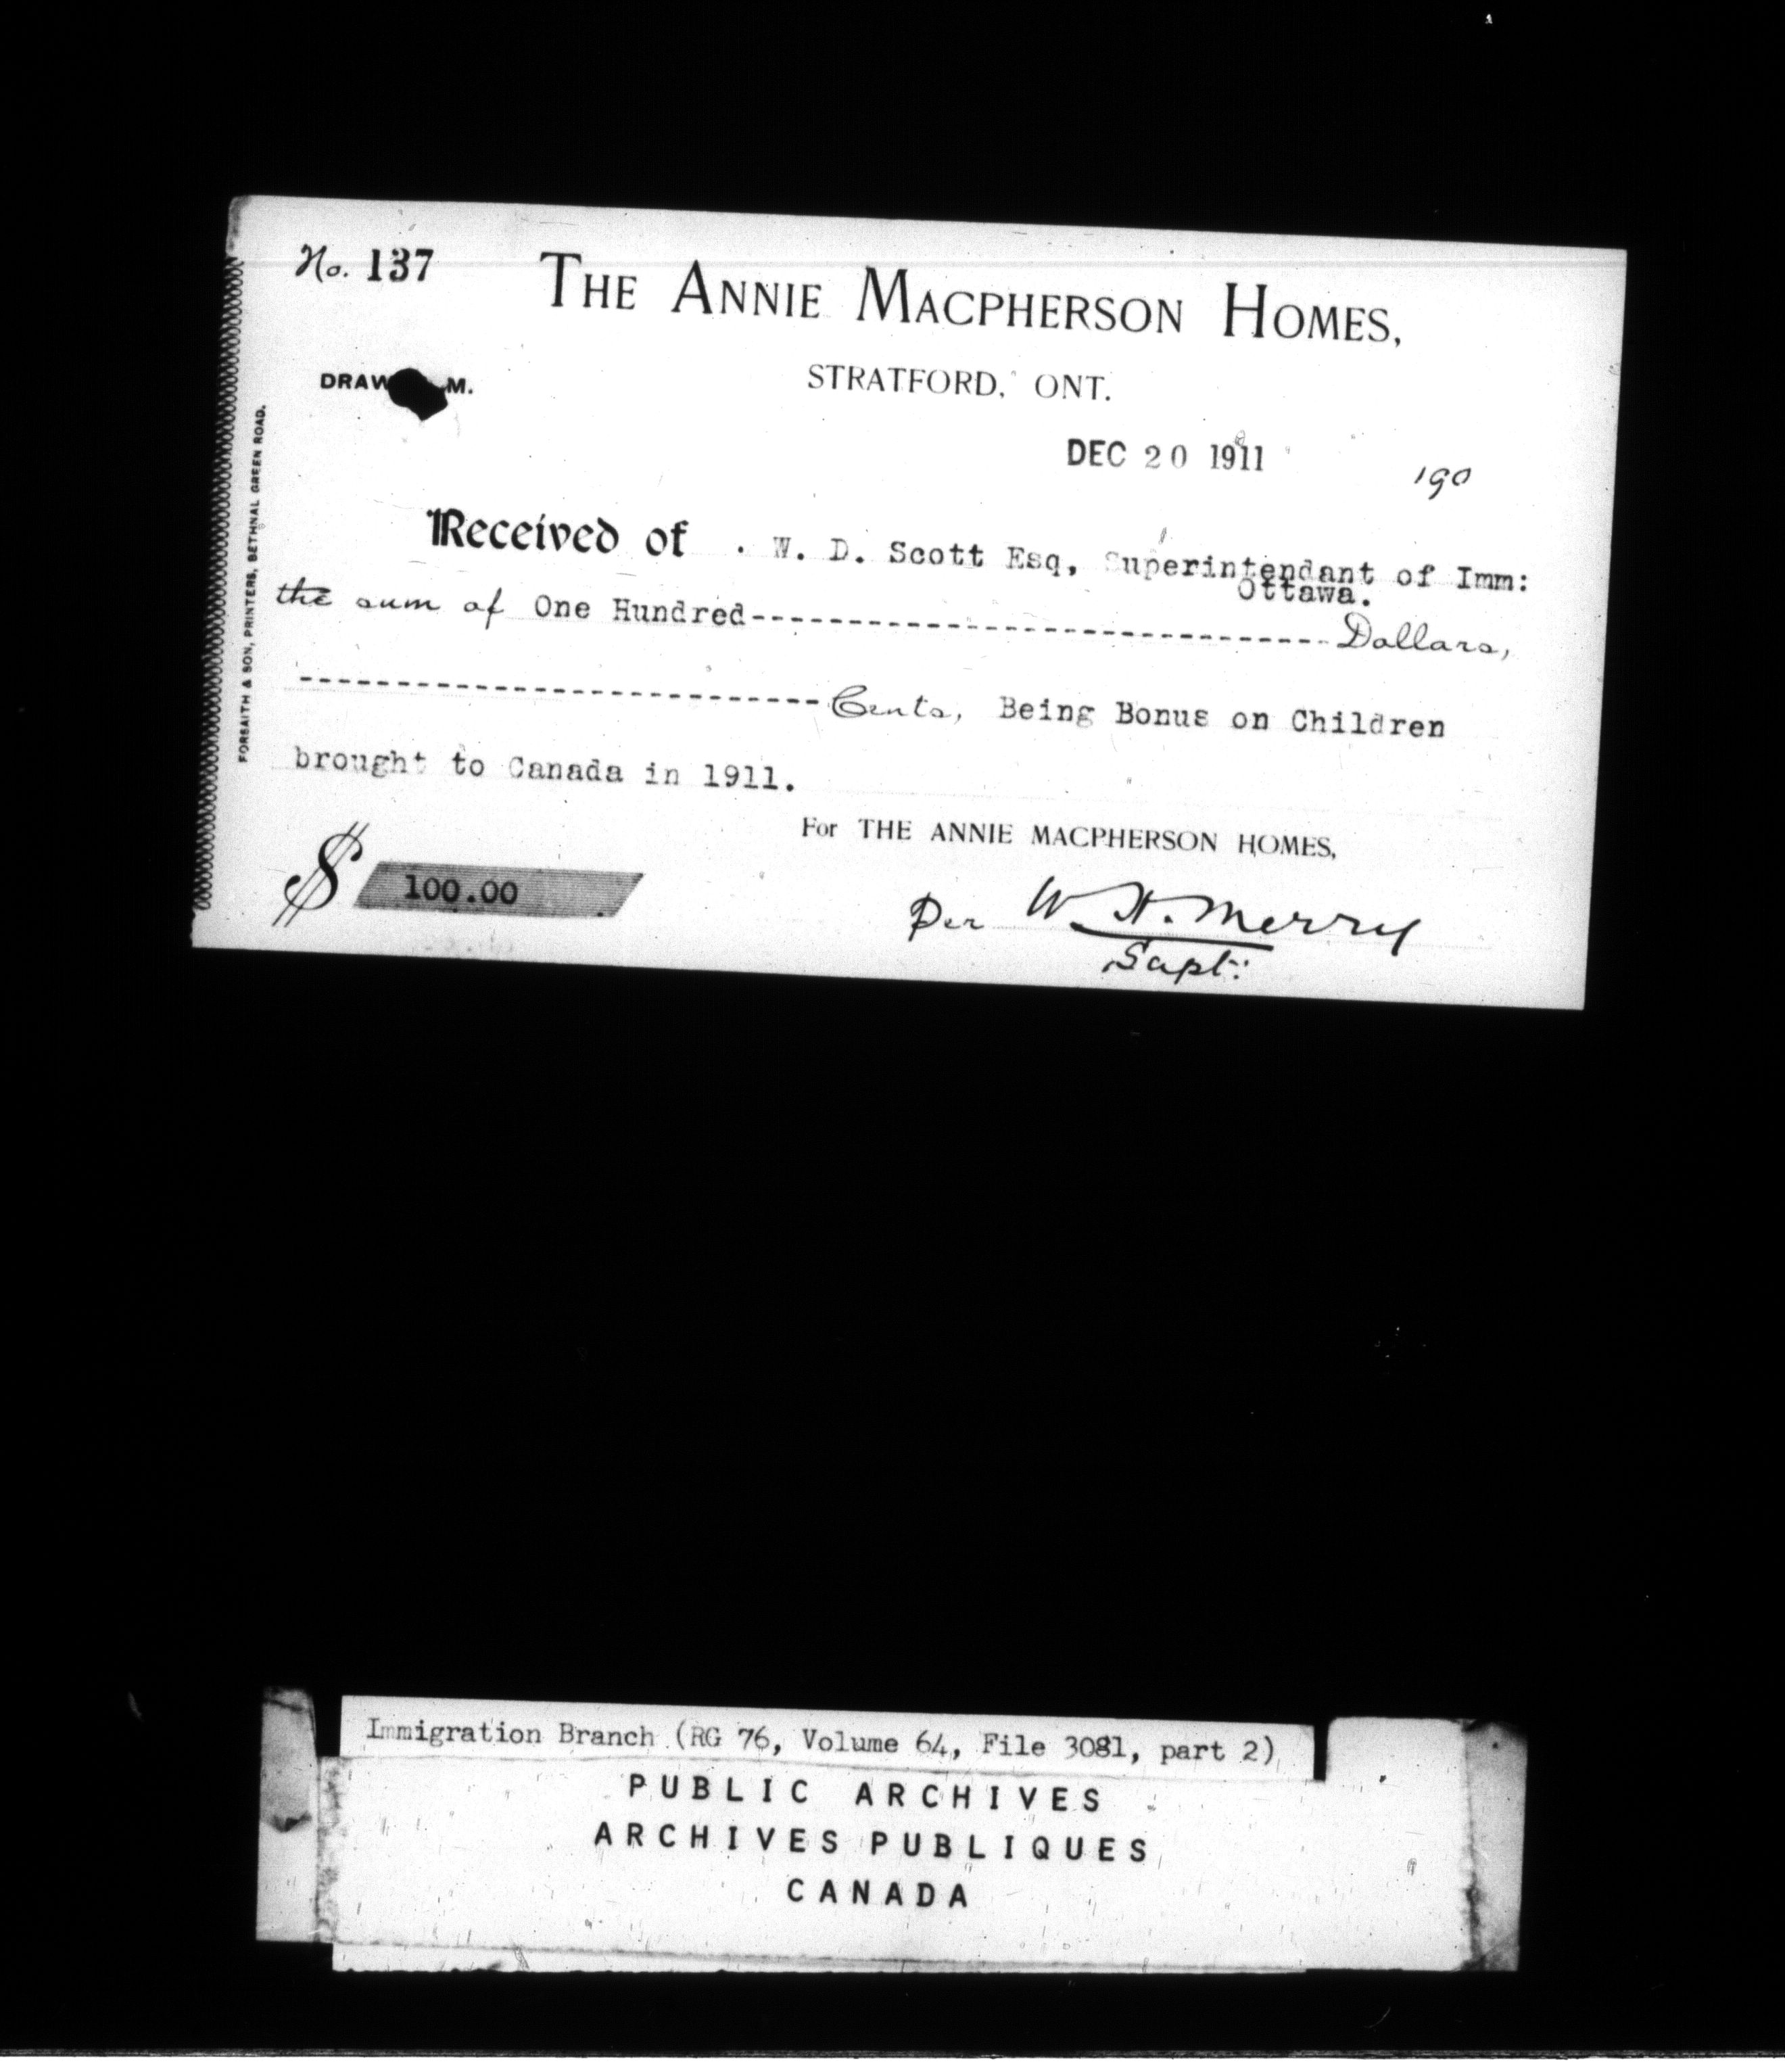 No. 137
THE ANNIE MACPHERSON HOMES,
DRAW M.
STRATFORD, ONT.
DEC 20 1911
190
Received of . W. D. Scott Esq, Superintendant of Imm:
Ottawa.
the sum of One Hundred------------------------------Dollars,
---------------------------Cents, Being Bonus on Children
brought to Canada in 1911.
For THE ANNIE MACPHERSON HOMES,
$ 100.00
Per W. H. Merry
Supt:
FORSAITH & SON, PRINTERS, BETHNAL GREEN ROAD.
Immigration Branch (RG 76, Volume 64, File 3081, part 2)
PUBLIC ARCHIVES
ARCHIVES PUBLIQUES
CANADA